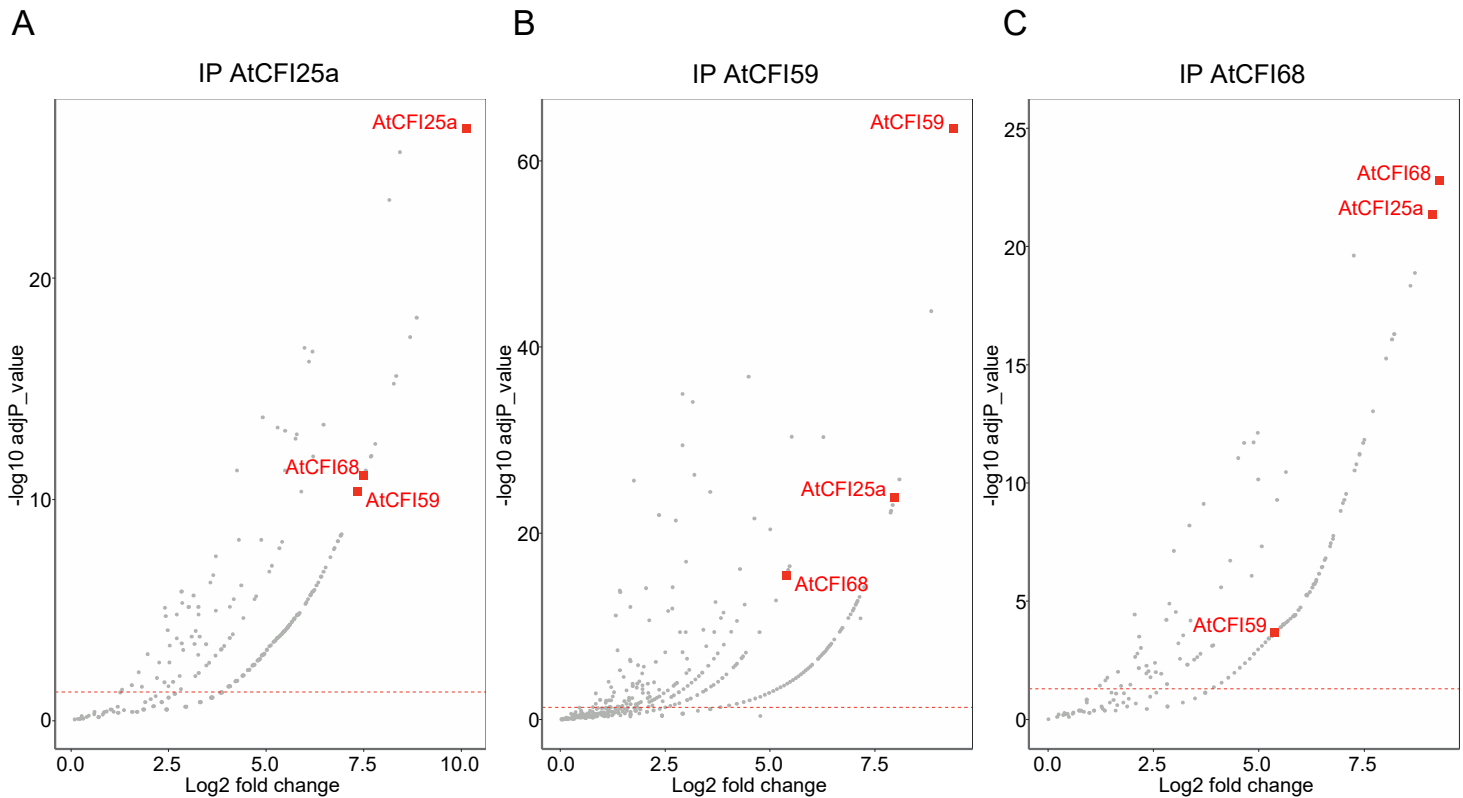 A
B
C
IP AtCFI25a
IP AtCFI59
IP AtCFI68
-log10 adjP_value
20
10
0
AtCFI25a
AtCFI68
AtCFI59
0.0
2.5
5.0
7.5
10.0
Log2 fold change
-log10 adjP_value
60
40
20
0
AtCFI59
AtCFI25a
AtCFI68
0.0
2.5
5.0
7.5
Log2 fold change
-log10 adjP_value
25
20
15
10
5
0
AtCFI68
AtCFI25a
AtCFI59
0.0
2.5
5.0
7.5
Log2 fold change